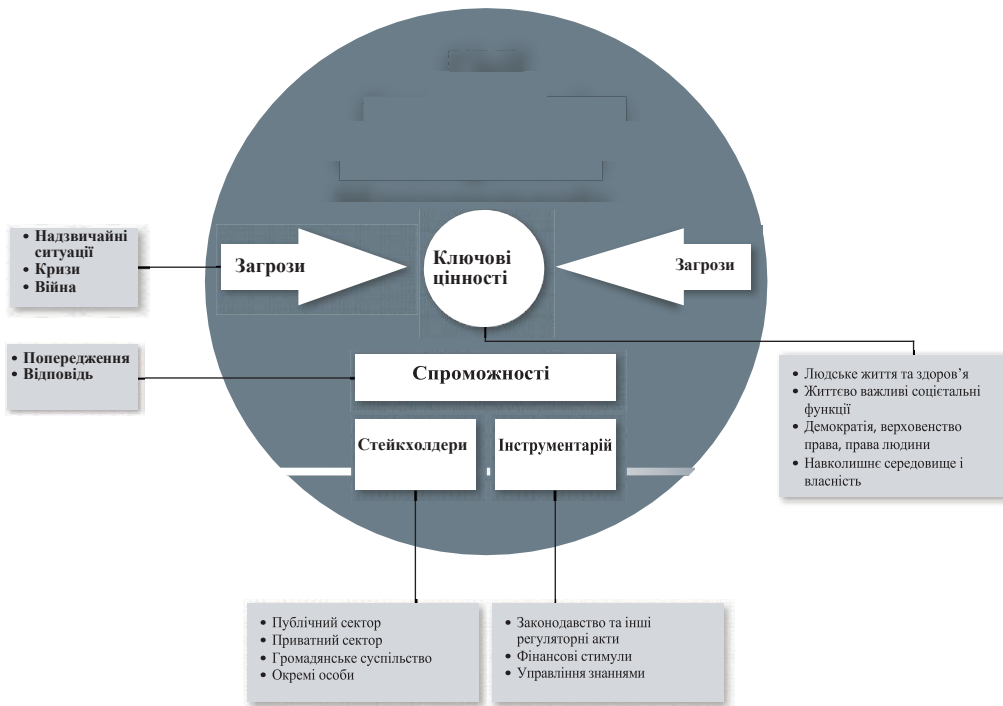 • Надзвичайні
ситуації
• Кризи
• Війна
Загрози
Ключові
цінності
Загрози
• Попередження
• Відповідь
Спроможності
Стейкхолдери
Інструментарій
• Людське життя та здоров’я
• Життєво важливі соцієтальні
функції
• Демократія, верховенство
права, права людини
• Навколишнє середовище і
власність
• Публічний сектор
• Приватний сектор
• Громадянське суспільство
• Окремі особи
• Законодавство та інші
регуляторні акти
• Фінансові стимули
• Управління знаннями